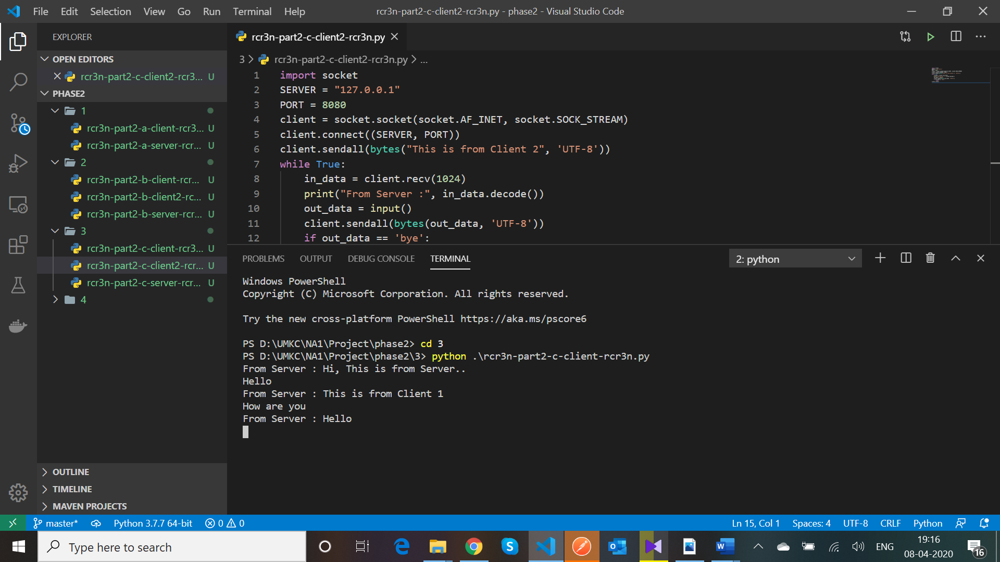 File Edit Selection View Go Run Terminal Help
rcr3n-part2-c-client2-rcr3n.py - phase2 - Visual Studio Code
EXPLORER
OPEN EDITORS
rcr3n-part2-c-client2-rcr3... U
PHASE2
1
rcr3n-part2-a-client-rcr3... U
rcr3n-part2-a-server-rcr... U
2
rcr3n-part2-b-client-rcr... U
rcr3n-part2-b-client2-rc... U
rcr3n-part2-b-server-rcr... U
3
rcr3n-part2-c-client-rcr3... U
rcr3n-part2-c-client2-rcr... U
rcr3n-part2-c-server-rcr... U
4
OUTLINE
TIMELINE
MAVEN PROJECTS
rcr3n-part2-c-client2-rcr3n.py
3 > rcr3n-part2-c-client2-rcr3n.py > ...
1 import socket
2 SERVER = "127.0.0.1"
3 PORT = 8080
4 client = socket.socket(socket.AF_INET, socket.SOCK_STREAM)
5 client.connect((SERVER, PORT))
6 client.sendall(bytes("This is from Client 2", 'UTF-8'))
7 while True:
8 in_data = client.recv(1024)
9 print("From Server :", in_data.decode())
10 out_data = input()
11 client.sendall(bytes(out_data, 'UTF-8'))
12 if out_data == 'bye':
PROBLEMS OUTPUT DEBUG CONSOLE TERMINAL
2: python
Windows PowerShell
Copyright (C) Microsoft Corporation. All rights reserved.
Try the new cross-platform PowerShell https://aka.ms/pscore6
PS D:\UMKC\NA1\Project\phase2> cd 3
PS D:\UMKC\NA1\Project\phase2\3> python .\rcr3n-part2-c-client-rcr3n.py
From Server : Hi, This is from Server..
Hello
From Server : This is from Client 1
How are you
From Server : Hello
master* Python 3.7.7 64-bit 0 0
Ln 15, Col 1 Spaces: 4 UTF-8 CRLF Python
Type here to search
ENG
19:16
08-04-2020
16